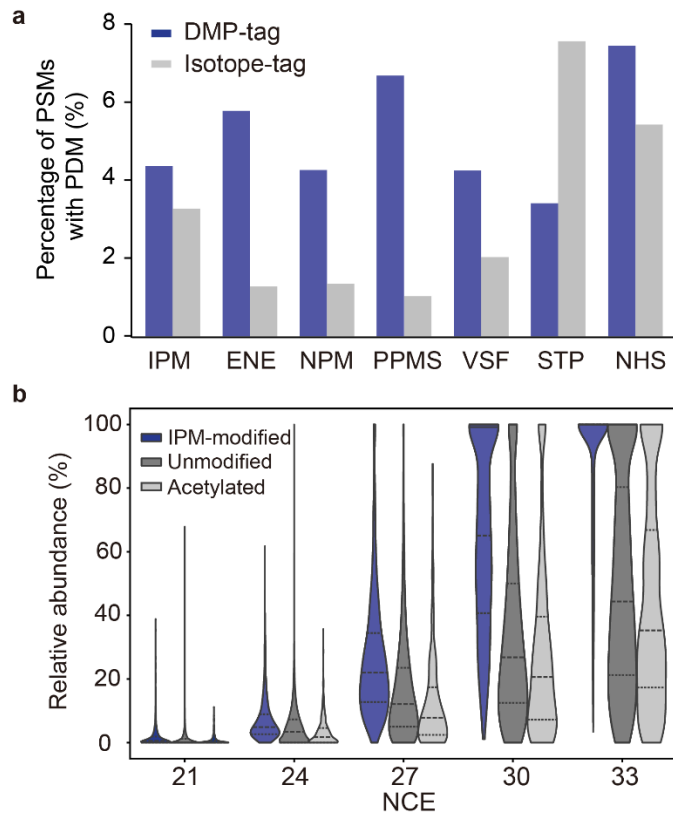 a
Percentage of PSMs
with PDM (%)
8
6
4
2
0
DMP-tag
Isotope-tag
IPM ENE NPM PPMS VSF STP NHS
b
Relative abundance (%)
100
80
60
40
20
0
IPM-modified
Unmodified
Acetylated
21 24 27 30 33
NCE